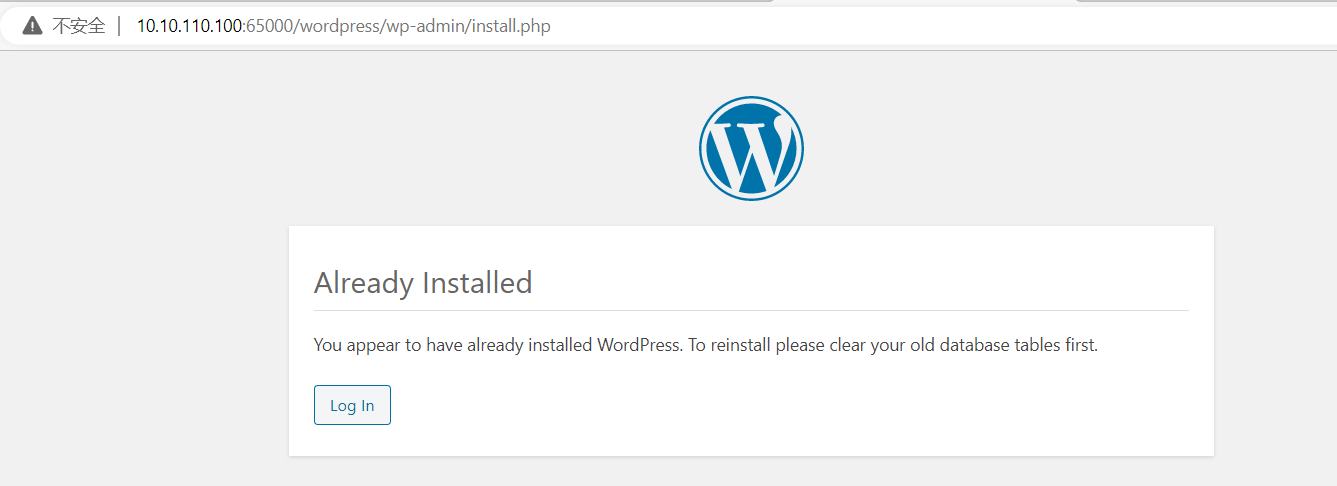 不安全 | 10.10.110.100:65000/wordpress/wp-admin/install.php
Already Installed
You appear to have already installed WordPress. To reinstall please clear your old database tables first.
Log In